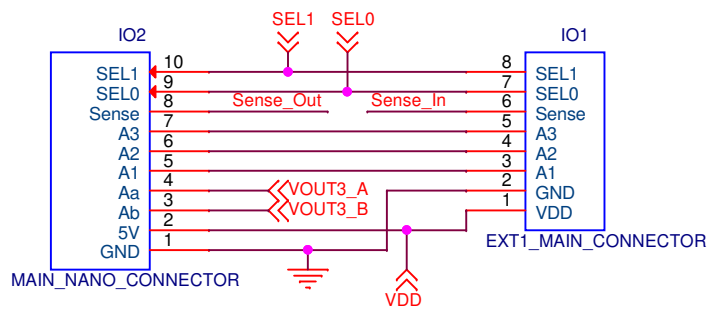 SEL1 SEL0
IO2 IO1
SEL1 10 8 SEL1
SEL0 9 7 SEL0
Sense 8 Sense_Out Sense_In 6 Sense
A3 7 5 A3
A2 6 4 A2
A1 5 3 A1
Aa 4 VOUT3_A 2 GND
Ab 3 VOUT3_B 1 VDD
5V 2
EXT1_MAIN_CONNECTOR
GND 1
MAIN_NANO_CONNECTOR
VDD